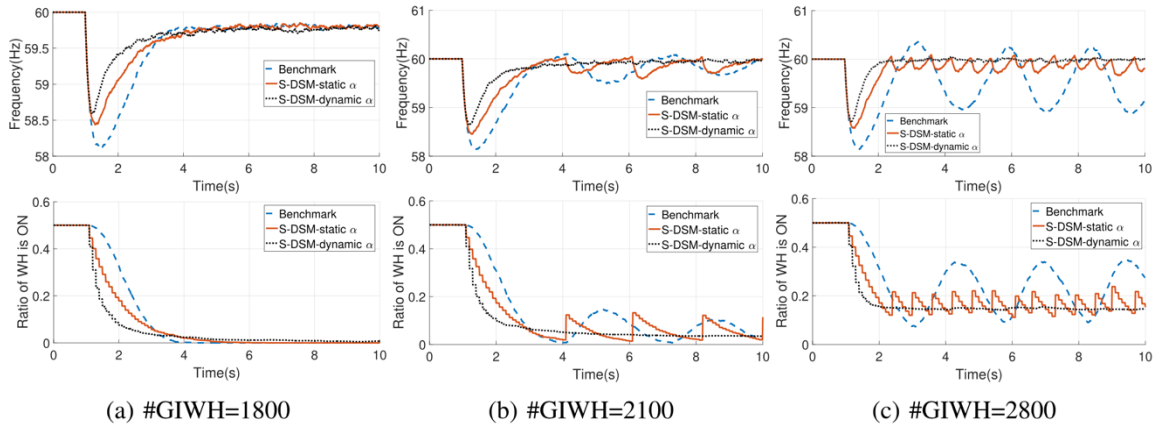 60
59.5
59
58.5
58
Frequency(Hz)
Benchmark
S-DSM-static α
S-DSM-dynamic α
0 2 4 6 8 10
Time(s)
61
60
59
58
Frequency(Hz)
Benchmark
S-DSM-static α
S-DSM-dynamic α
0 2 4 6 8 10
Time(s)
61
60
59
58
Frequency(Hz)
Benchmark
S-DSM-static α
S-DSM-dynamic α
0 2 4 6 8 10
Time(s)
0.6
0.4
0.2
0
Ratio of WH is ON
Benchmark
S-DSM-static α
S-DSM-dynamic α
0 2 4 6 8 10
Time(s)
0.6
0.4
0.2
0
Ratio of WH is ON
Benchmark
S-DSM-static α
S-DSM-dynamic α
0 2 4 6 8 10
Time(s)
0.6
0.4
0.2
0
Ratio of WH is ON
Benchmark
S-DSM-static α
S-DSM-dynamic α
0 2 4 6 8 10
Time(s)
(a) #GIWH=1800
(b) #GIWH=2100
(c) #GIWH=2800